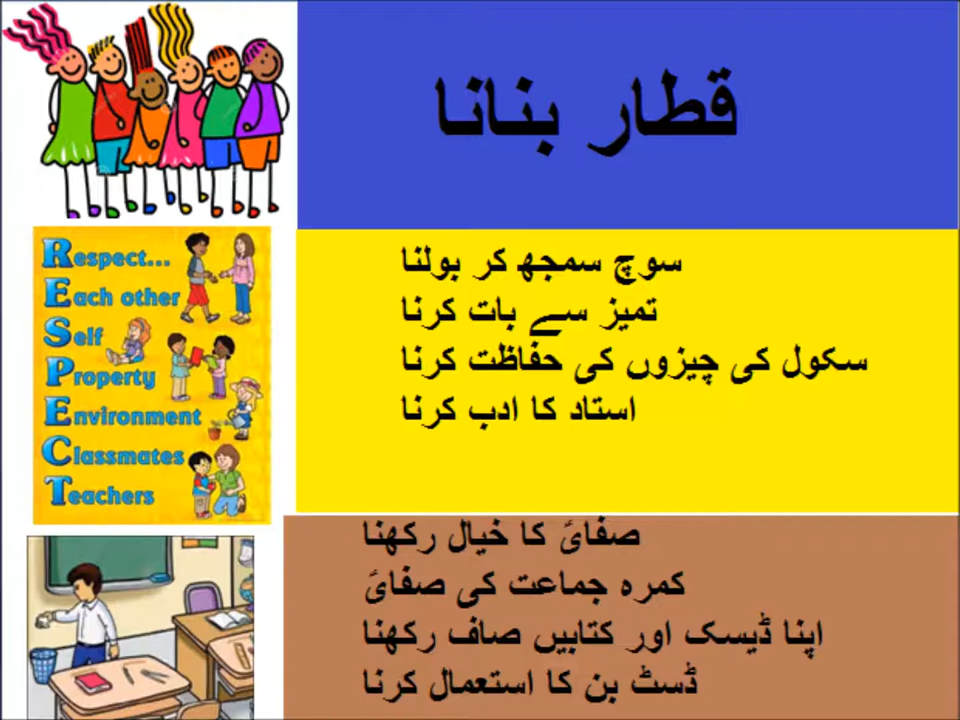 قطار بنانا
Respect...
Each other
Self
Property
Environment
Classmates
Teachers
سوچ سمجھ کر بولنا
تمیز سے بات کرنا
سکول کی چیزوں کی حفاظت کرنا
استاد کا ادب کرنا
صفائ کا خیال رکھنا
کمرہ جماعت کی صفائ
اپنا ڈیسک اور کتابیں صاف رکھنا
ڈسٹ بن کا استعمال کرنا